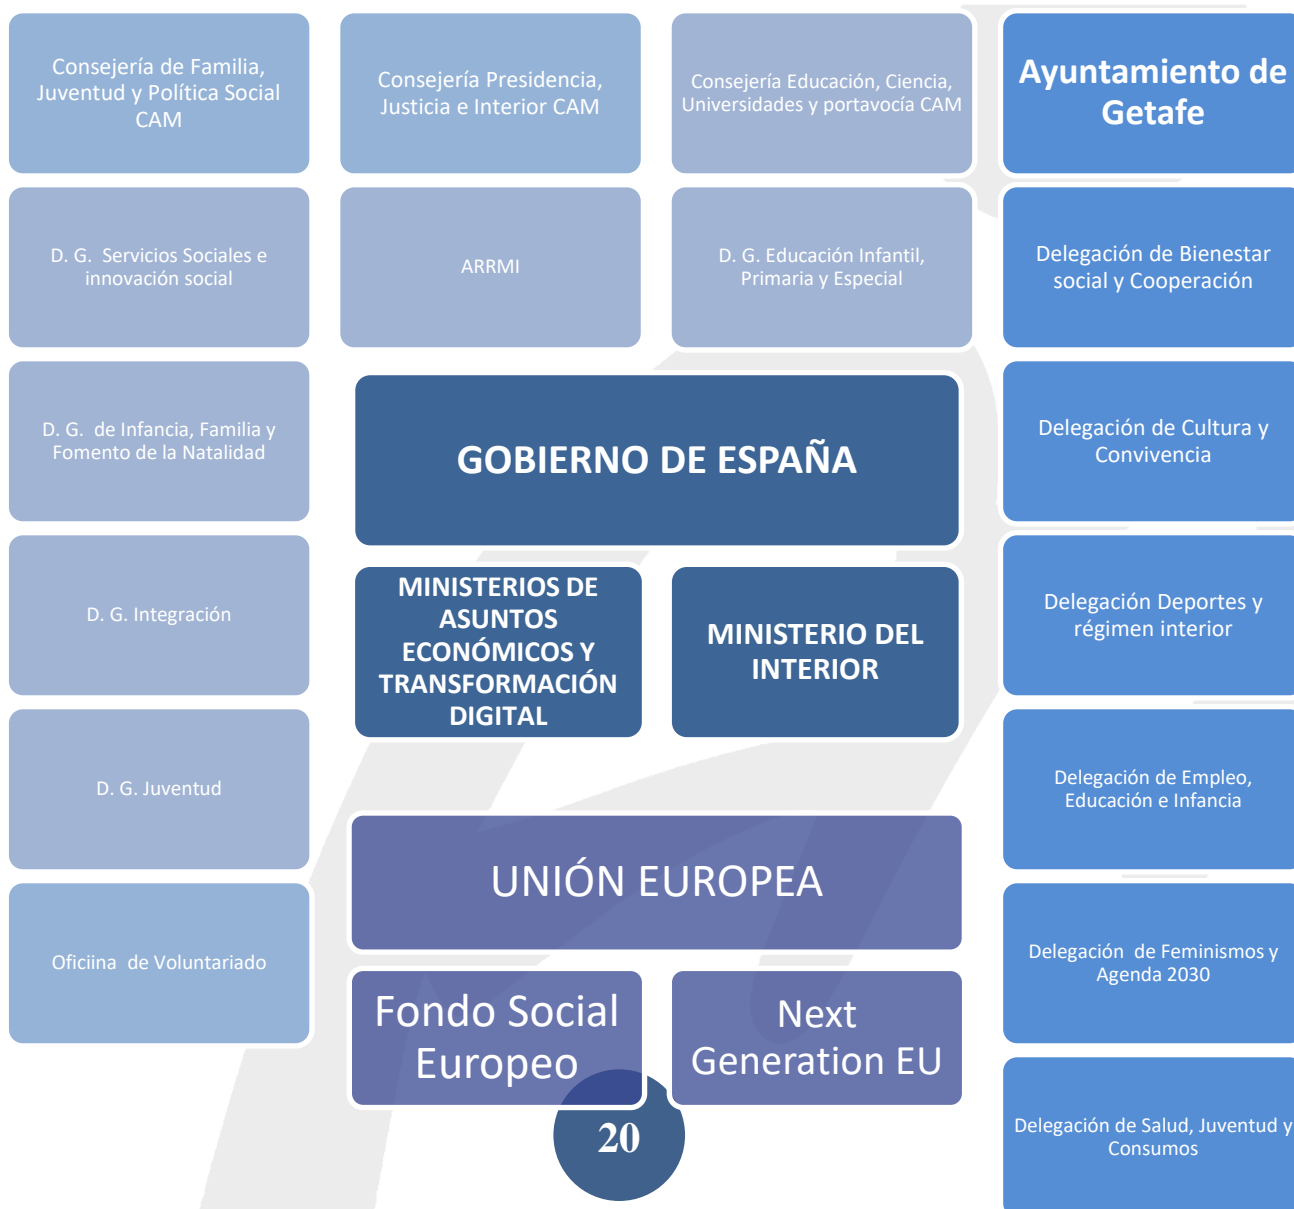 Consejería de Familia,
Juventud y Política Social
CAM
D. G.  Servicios Sociales e
innovación social
D. G.  de Infancia, Familia y
Fomento de la Natalidad
D. G. Integración
D. G. Juventud
Oficiina  de Voluntariado
Consejería Presidencia,
Justicia e Interior CAM
ARRMI
Consejería Educación, Ciencia,
Universidades y portavocía CAM
D. G. Educación Infantil,
Primaria y Especial
GOBIERNO DE ESPAÑA
MINISTERIOS DE
ASUNTOS
ECONÓMICOS Y
TRANSFORMACIÓN
DIGITAL
MINISTERIO DEL
INTERIOR
UNIÓN EUROPEA
Fondo Social
Europeo
Next
Generation EU
Ayuntamiento de
Getafe
Delegación de Bienestar
social y Cooperación
Delegación de Cultura y
Convivencia
Delegación Deportes y
régimen interior
Delegación de Empleo,
Educación e Infancia
Delegación  de Feminismos y
Agenda 2030
Delegación de Salud, Juventud y
Consumos
20